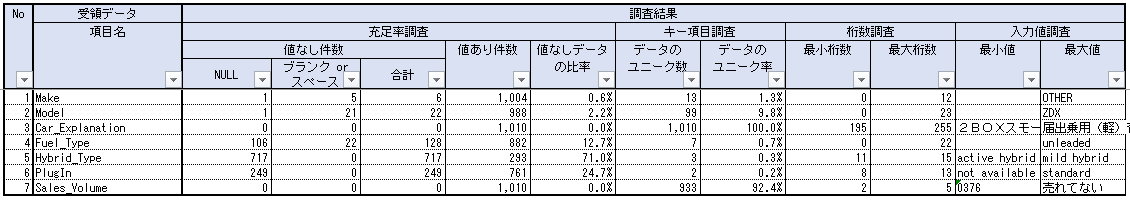 No 受領データ 調査結果
項目名 充足率調査 キー項目調査 桁数調査 入力値調査
値なし件数 値あり件数 値なしデータの比率 データのユニーク数 データのユニーク率 最小桁数 最大桁数 最小値 最大値
NULL ブランク or スペース 合計
1 Make 1 5 6 1,004 0.6% 13 1.3% 0 12 OTHER
2 Model 1 21 22 988 2.2% 99 9.8% 0 23 ZDX
3 Car_Explanation 0 0 0 1,010 0.0% 1,010 100.0% 195 255 2BOXスモー 届出乗用（軽）
4 Fuel_Type 106 22 128 882 12.7% 7 0.7% 0 22 unleaded
5 Hybrid_Type 717 0 717 293 71.0% 3 0.3% 11 15 active hybrid mild hybrid
6 PlugIn 249 0 249 761 24.7% 2 0.2% 8 13 not available standard
7 Sales_Volume 0 0 0 1,010 0.0% 933 92.4% 2 5 0376 売れてない